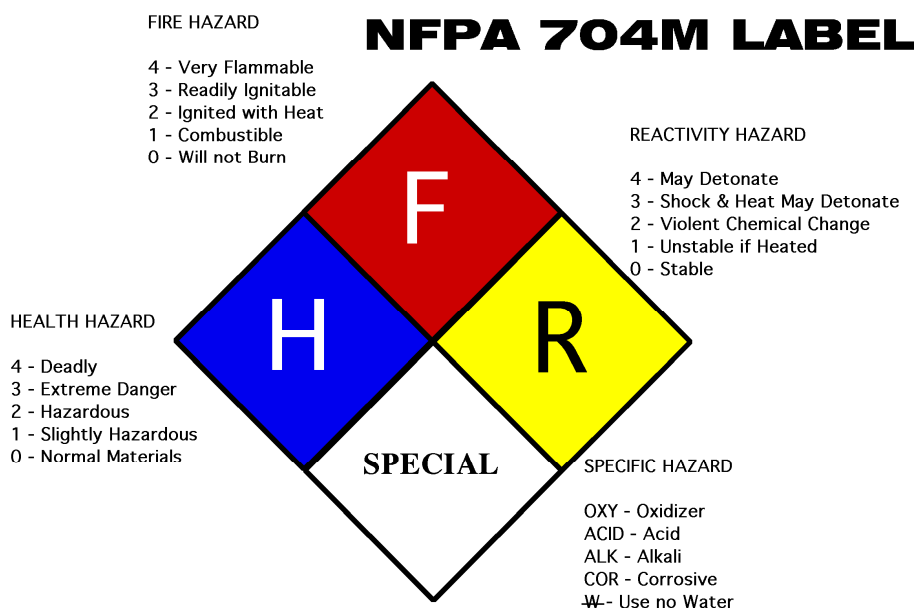 FIRE HAZARD
NFPA 704M LABEL
4 - Very Flammable
3 - Readily Ignitable
2 - Ignited with Heat
1 - Combustible
0 - Will not Burn
REACTIVITY HAZARD
4 - May Detonate
3 - Shock & Heat May Detonate
2 - Violent Chemical Change
1 - Unstable if Heated
0 - Stable
F
H
R
HEALTH HAZARD
4 - Deadly
3 - Extreme Danger
2 - Hazardous
1 - Slightly Hazardous
0 - Normal Materials
SPECIAL
SPECIFIC HAZARD
OXY - Oxidizer
ACID - Acid
ALK - Alkali
COR - Corrosive
W - Use no Water